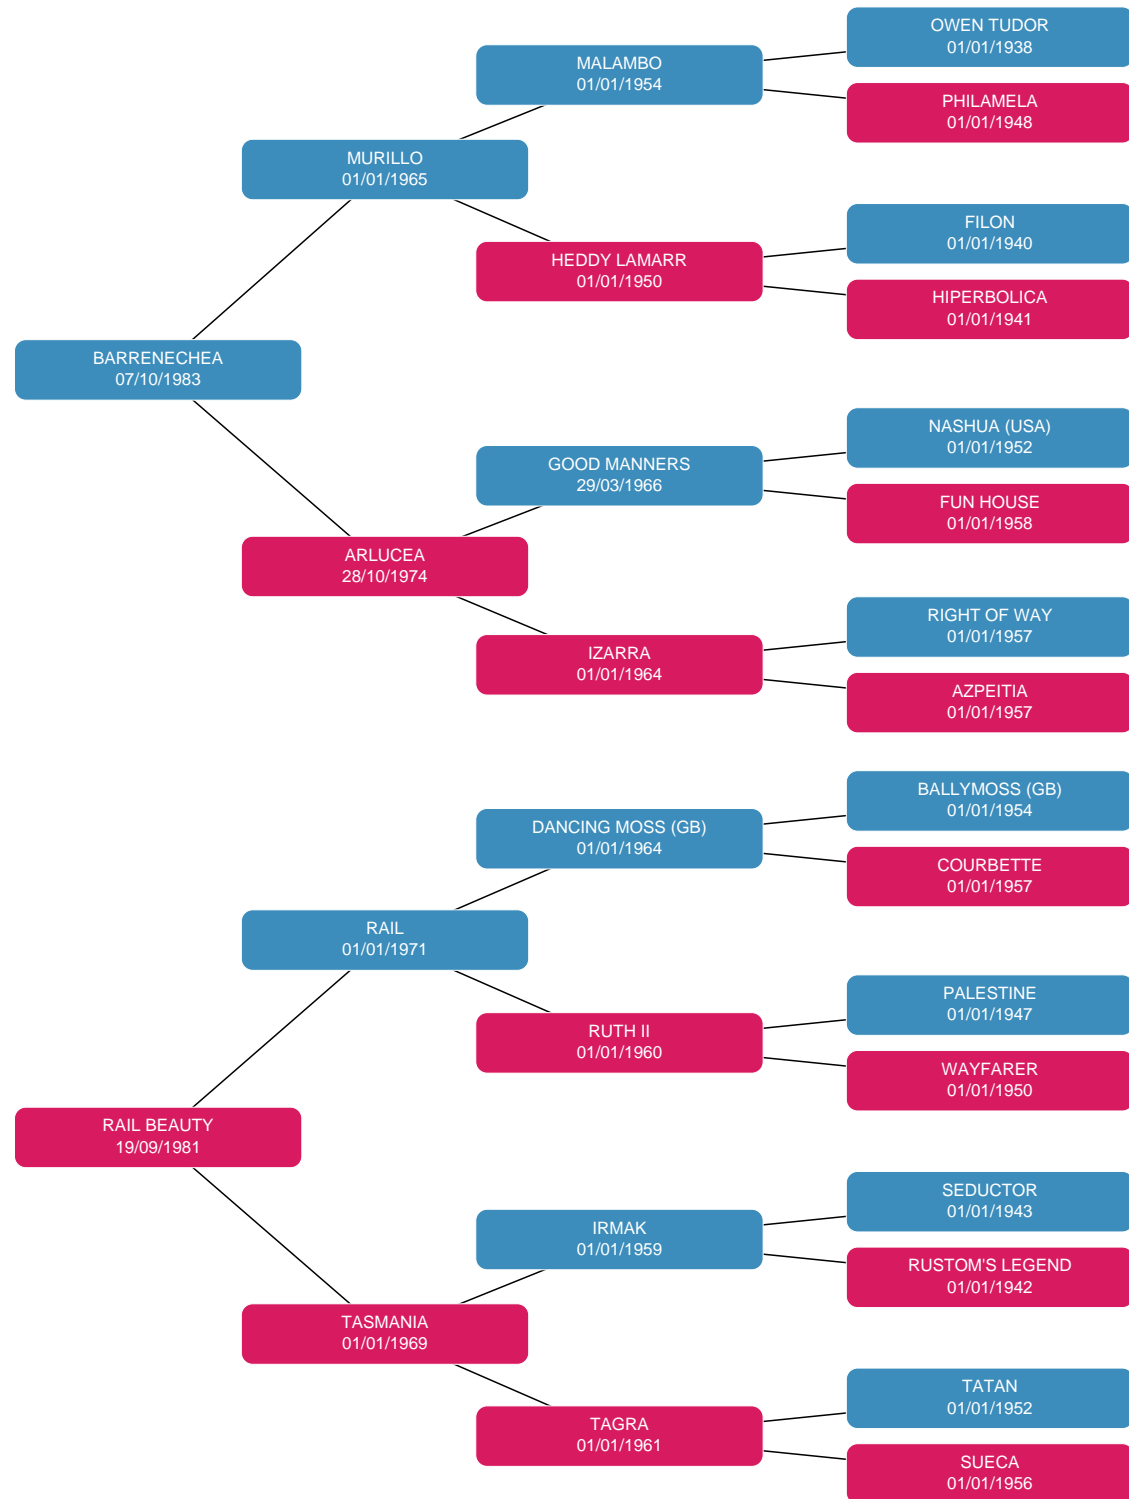 OWEN TUDOR
01/01/1938
MALAMBO
01/01/1954
PHILAMELA
01/01/1948
MURILLO
01/01/1965
FILON
01/01/1940
HEDDY LAMARR
01/01/1950
HIPERBOLICA
01/01/1941
BARRENECHEA
07/10/1983
NASHUA (USA)
01/01/1952
GOOD MANNERS
29/03/1966
FUN HOUSE
01/01/1958
ARLUCEA
28/10/1974
RIGHT OF WAY
01/01/1957
IZARRA
01/01/1964
AZPEITIA
01/01/1957
BALLYMOSS (GB)
01/01/1954
DANCING MOSS (GB)
01/01/1964
COURBETTE
01/01/1957
RAIL
01/01/1971
PALESTINE
01/01/1947
RUTH II
01/01/1960
WAYFARER
01/01/1950
RAIL BEAUTY
19/09/1981
SEDUCTOR
01/01/1943
IRMAK
01/01/1959
RUSTOM'S LEGEND
01/01/1942
TASMANIA
01/01/1969
TATAN
01/01/1952
TAGRA
01/01/1961
SUECA
01/01/1956